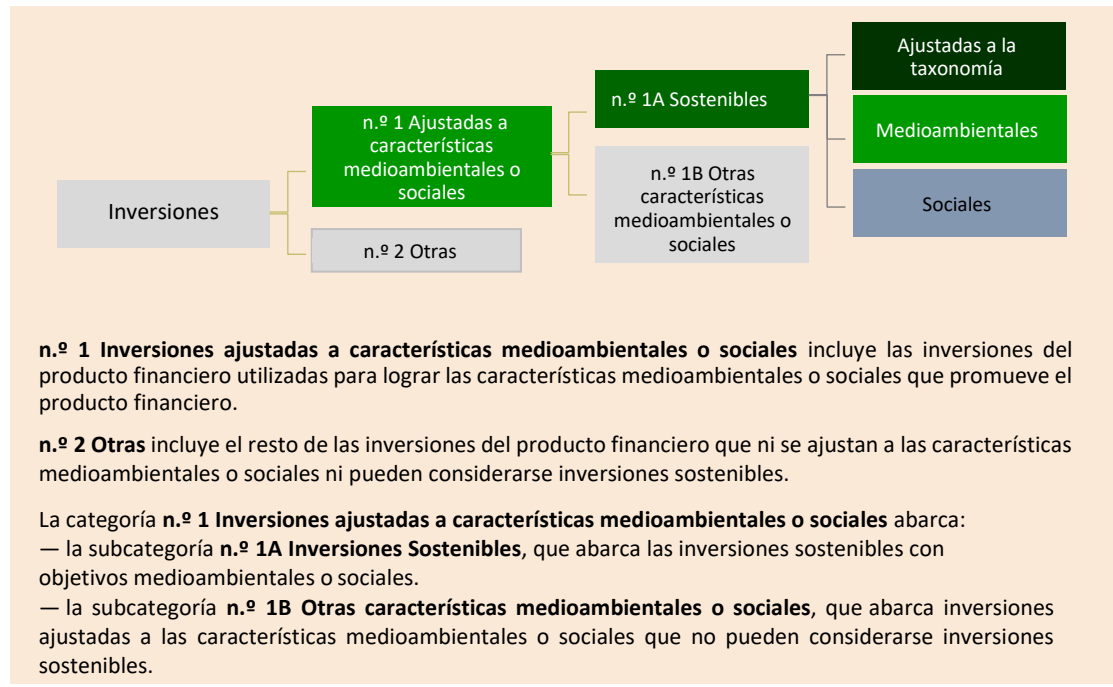 Inversiones
n.º 1 Ajustadas a
características
medioambientales o
sociales
n.º 2 Otras
n.º 1A Sostenibles
n.º 1B Otras
características
medioambientales o
sociales
Ajustadas a la
taxonomía
Medioambientales
Sociales
n.º 1 Inversiones ajustadas a características medioambientales o sociales incluye las inversiones del
producto financiero utilizadas para lograr las características medioambientales o sociales que promueve el
producto financiero.
n.º 2 Otras incluye el resto de las inversiones del producto financiero que ni se ajustan a las características
medioambientales o sociales ni pueden considerarse inversiones sostenibles.
La categoría n.º 1 Inversiones ajustadas a características medioambientales o sociales abarca:
— la subcategoría n.º 1A Inversiones Sostenibles, que abarca las inversiones sostenibles con
objetivos medioambientales o sociales.
— la subcategoría n.º 1B Otras características medioambientales o sociales, que abarca inversiones
ajustadas a las características medioambientales o sociales que no pueden considerarse inversiones
sostenibles.